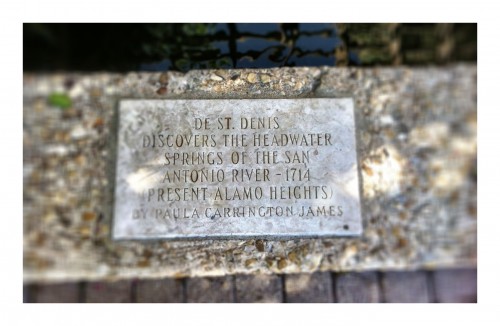 DE ST. DENIS
DISCOVERS THE HEADWATER
SPRINGS OF THE SAN
ANTONIO RIVER - 1714
(PRESENT ALAMO HEIGHTS)
BY PAULA CARRINGTON JAMES